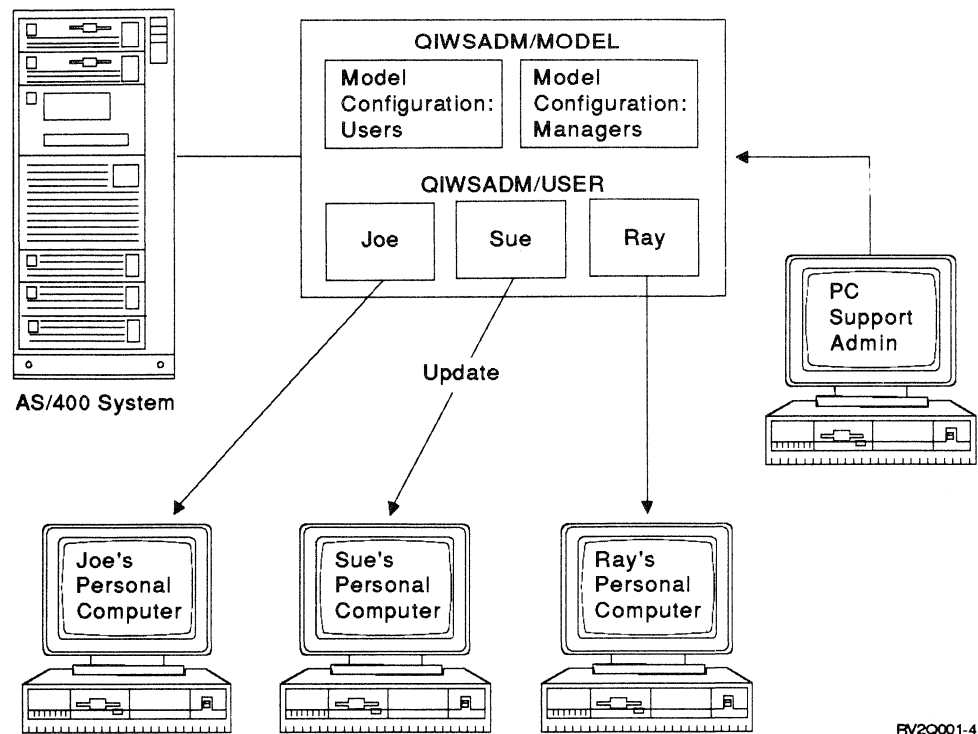 QIWSADM/MODEL
Model
Configuration:
Users
Model
Configuration:
Managers
QIWSADM/USER
Joe
Sue
Ray
PC
Support
Admin
Update
AS/400 System
Joe's
Personal
Computer
Sue's
Personal
Computer
Ray's
Personal
Computer
RV2Q001-4